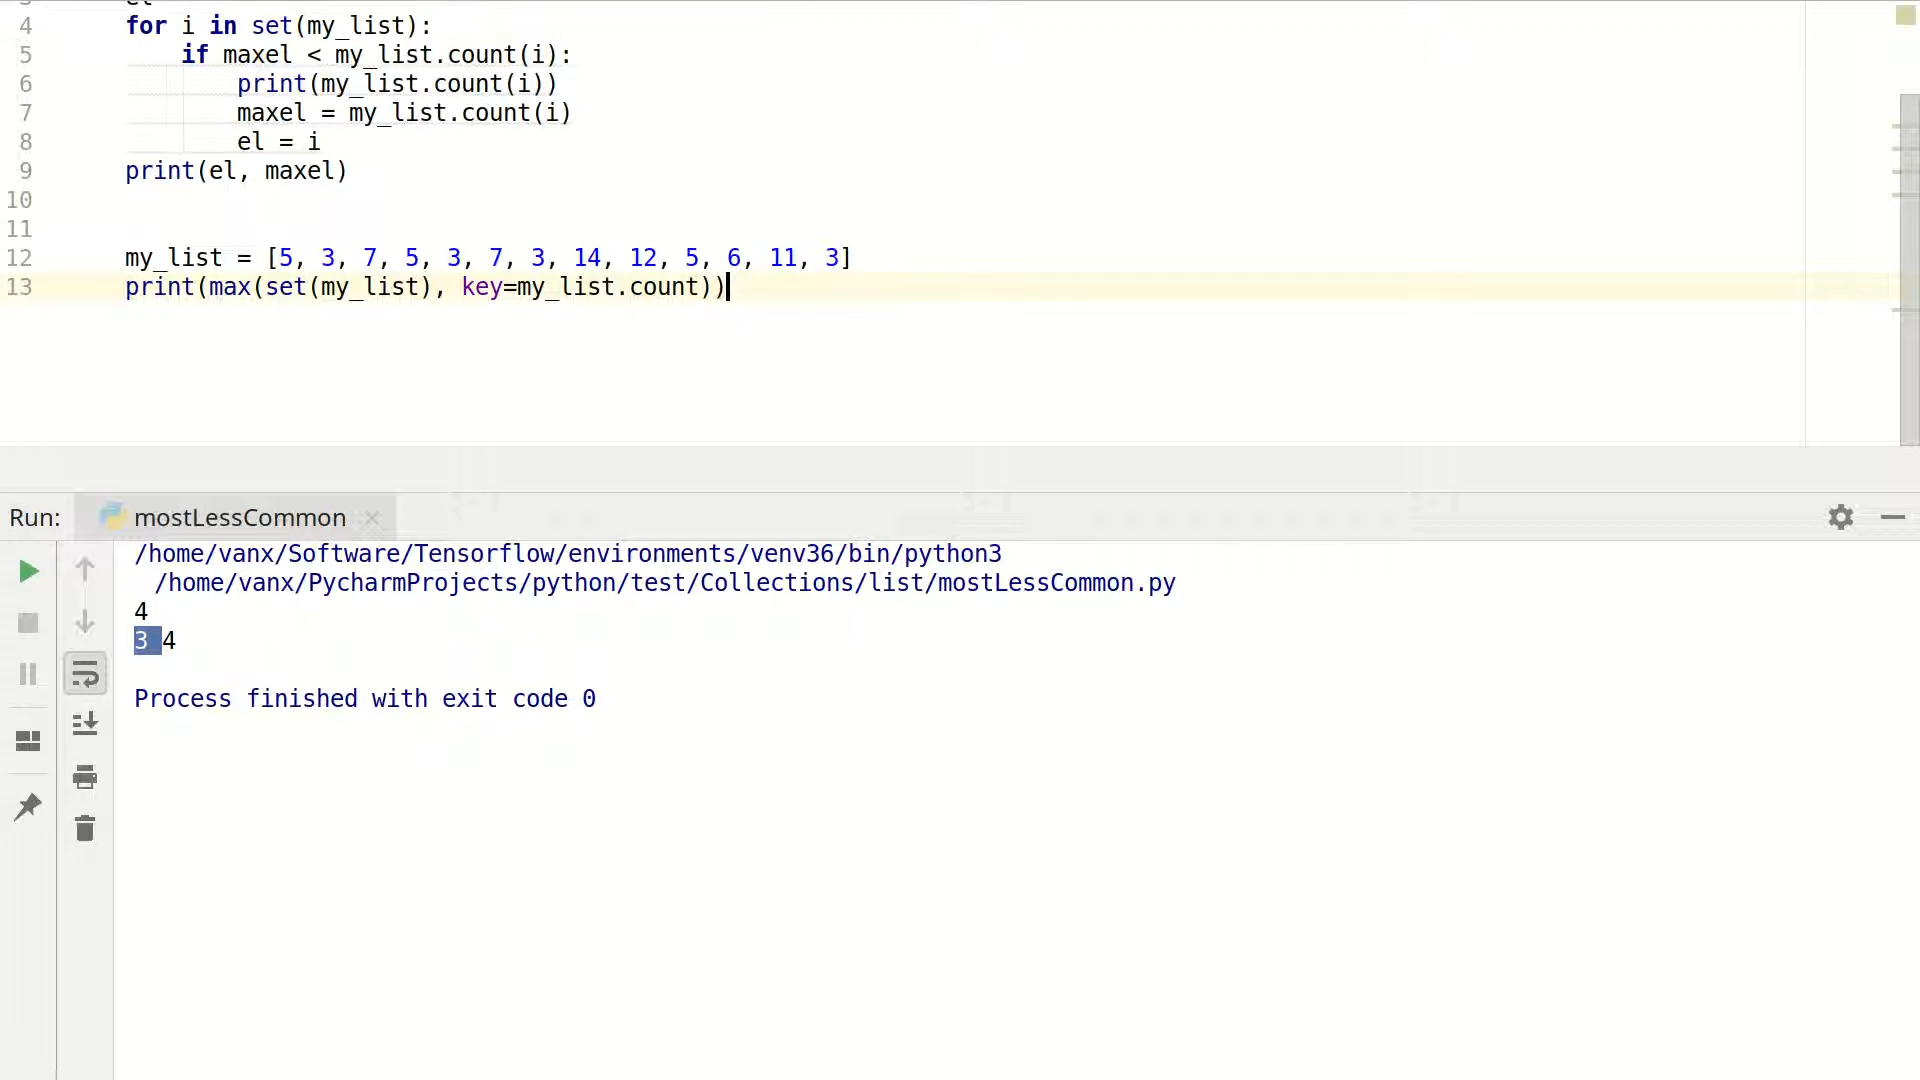 4 for i in set(my_list):
5 if maxel < my_list.count(i):
6 print(my_list.count(i))
7 maxel = my_list.count(i)
8 el = i
9 print(el, maxel)
10
11
12 my_list = [5, 3, 7, 5, 3, 7, 3, 14, 12, 5, 6, 11, 3]
13 print(max(set(my_list), key=my_list.count))
Run: mostLessCommon
/home/vanx/Software/Tensorflow/environments/venv36/bin/python3
/home/vanx/PycharmProjects/python/test/Collections/list/mostLessCommon.py
4
3 4
Process finished with exit code 0